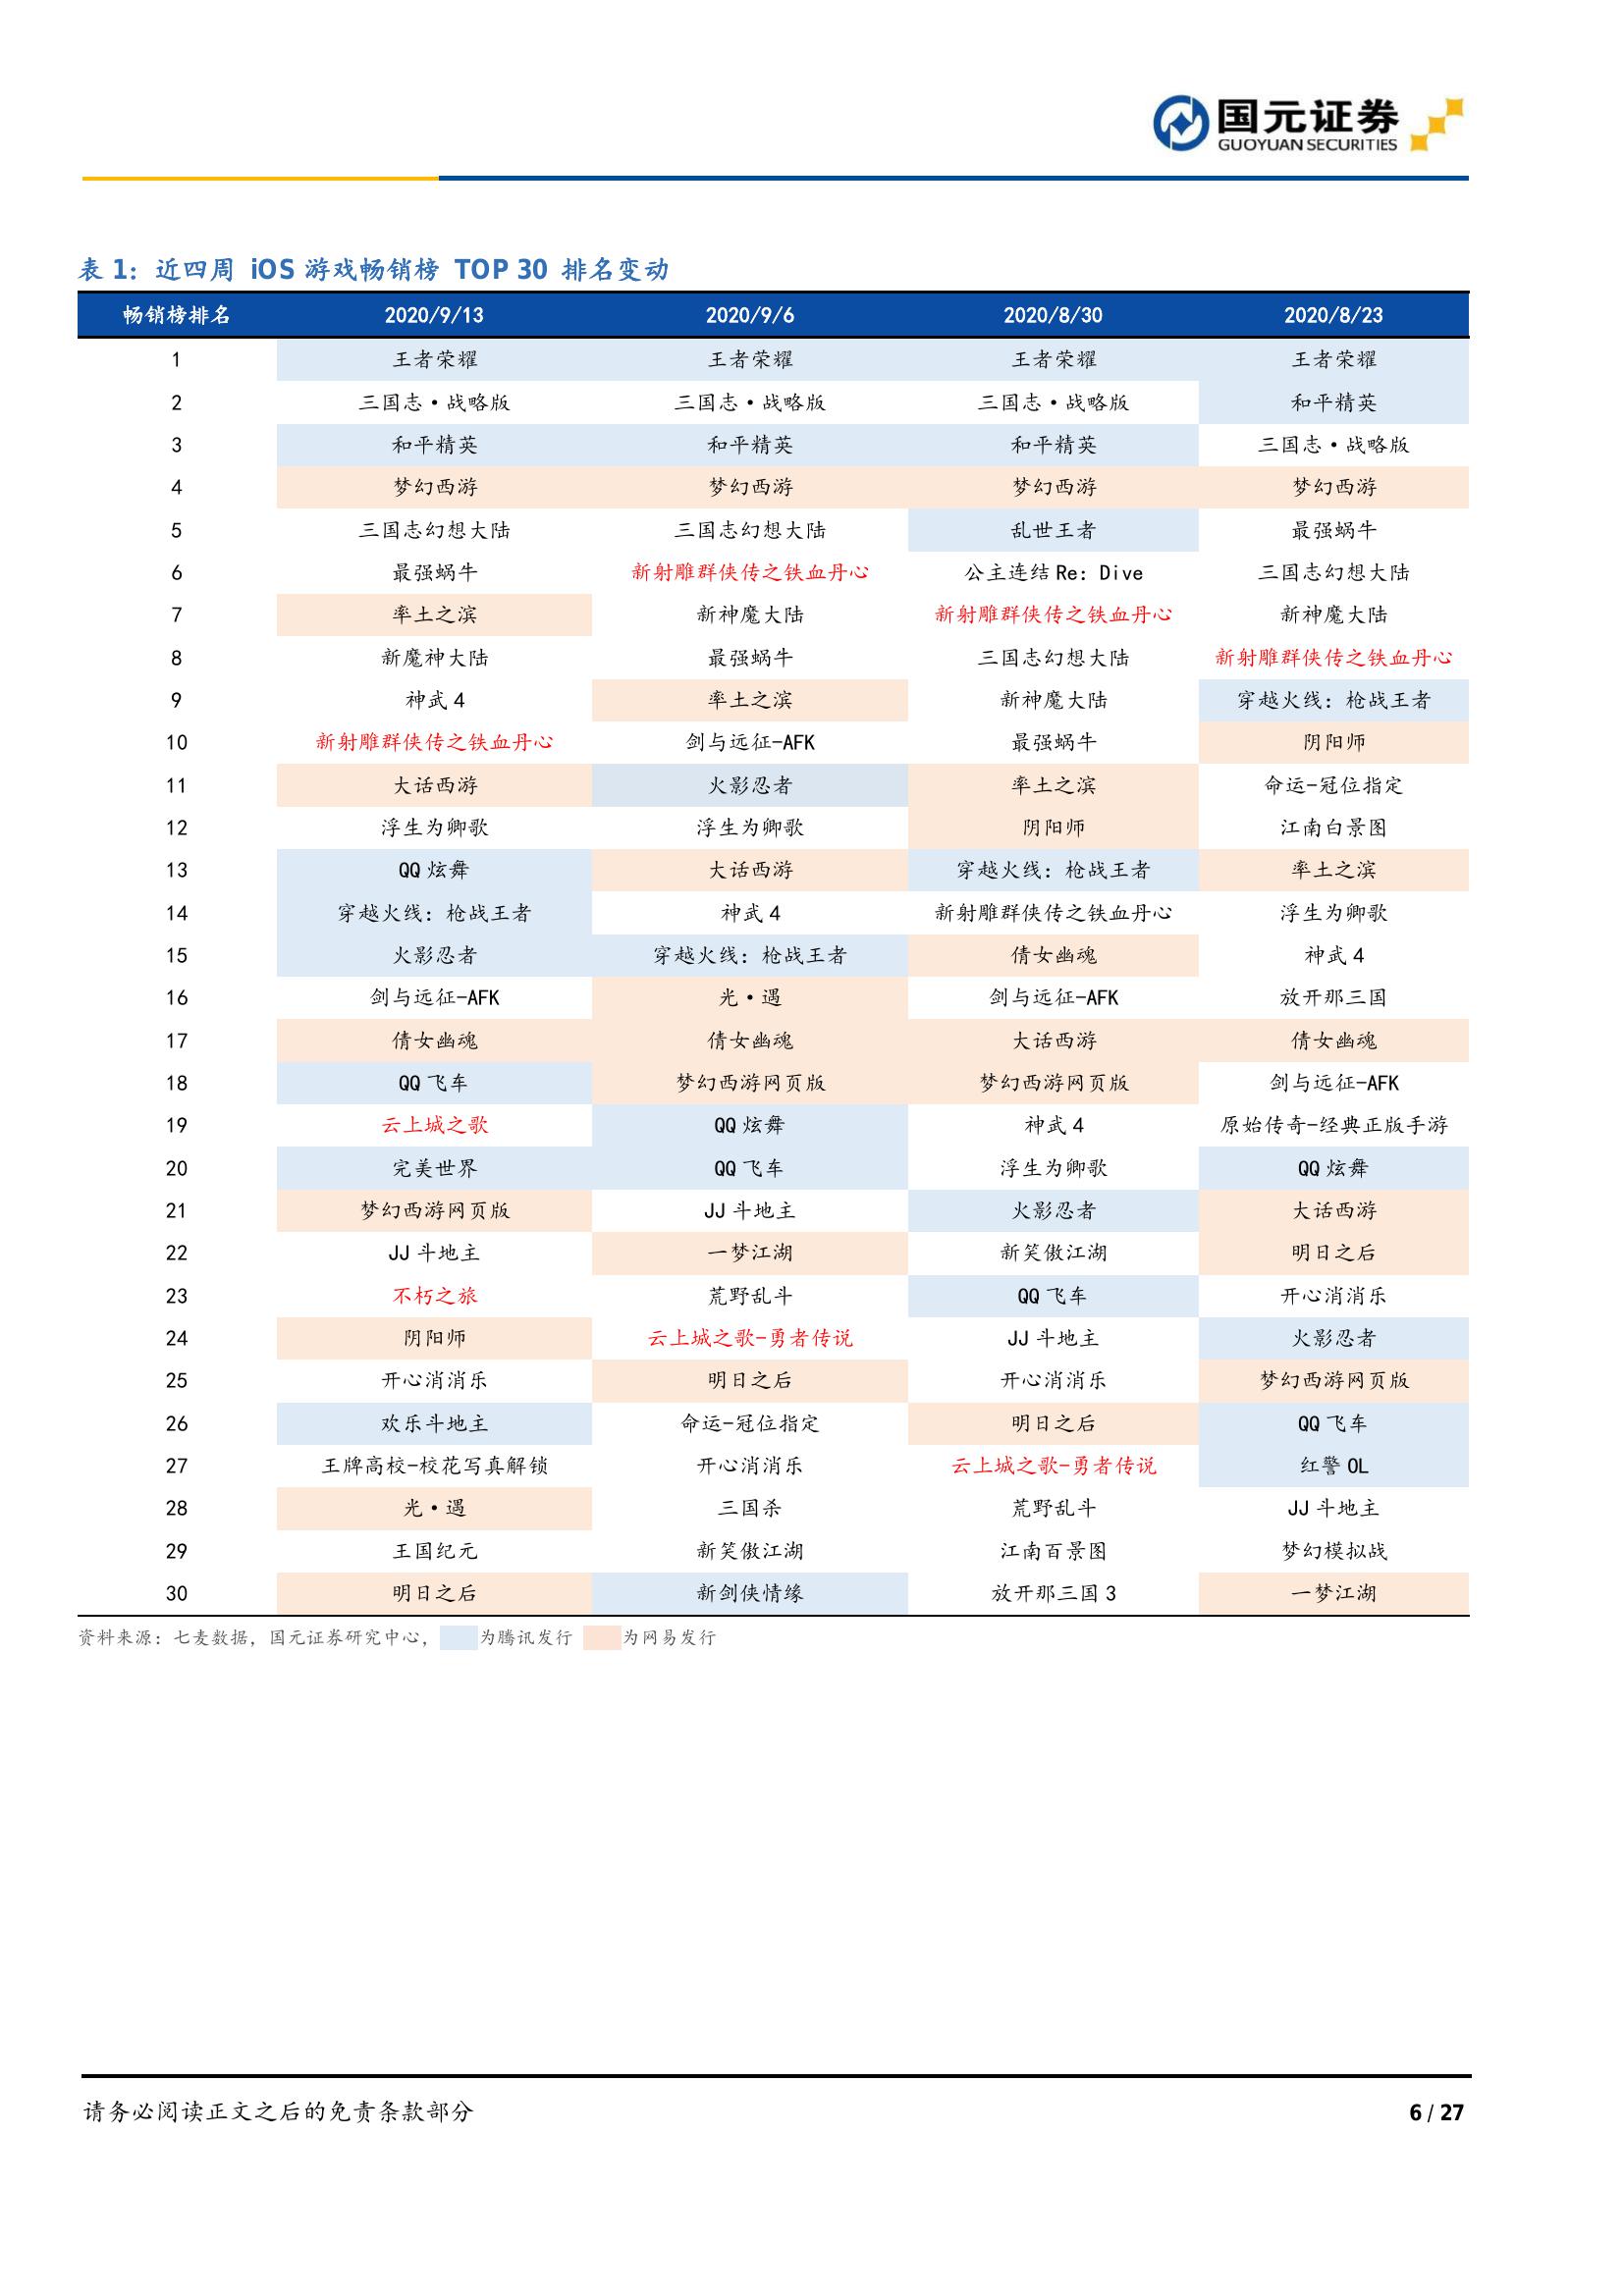 国元证券
GUOYUAN SECURITIES
表 1：近四周 iOS 游戏畅销榜 TOP 30 排名变动
畅销榜排名 2020/9/13 2020/9/6 2020/8/30 2020/8/23
1 王者荣耀 王者荣耀 王者荣耀 王者荣耀
2 三国志•战略版 三国志•战略版 三国志•战略版 和平精英
3 和平精英 和平精英 和平精英 三国志•战略版
4 梦幻西游 梦幻西游 梦幻西游 梦幻西游
5 三国志幻想大陆 三国志幻想大陆 乱世王者 最强蜗牛
6 最强蜗牛 新射雕群侠传之铁血丹心 公主连结 Re：Dive 三国志幻想大陆
7 率土之滨 新神魔大陆 新射雕群侠传之铁血丹心 新神魔大陆
8 新魔神大陆 最强蜗牛 三国志幻想大陆 新射雕群侠传之铁血丹心
9 神武 4 率土之滨 新神魔大陆 穿越火线：枪战王者
10 新射雕群侠传之铁血丹心 剑与远征-AFK 最强蜗牛 阴阳师
11 大话西游 火影忍者 率土之滨 命运-冠位指定
12 浮生为卿歌 浮生为卿歌 阴阳师 江南白景图
13 QQ 炫舞 大话西游 穿越火线：枪战王者 率土之滨
14 穿越火线：枪战王者 神武 4 新射雕群侠传之铁血丹心 浮生为卿歌
15 火影忍者 穿越火线：枪战王者 倩女幽魂 神武 4
16 剑与远征-AFK 光•遇 剑与远征-AFK 放开那三国
17 倩女幽魂 倩女幽魂 大话西游 倩女幽魂
18 QQ 飞车 梦幻西游网页版 梦幻西游网页版 剑与远征-AFK
19 云上城之歌 QQ 炫舞 神武 4 原始传奇-经典正版手游
20 完美世界 QQ 飞车 浮生为卿歌 QQ 炫舞
21 梦幻西游网页版 JJ 斗地主 火影忍者 大话西游
22 JJ 斗地主 一梦江湖 新笑傲江湖 明日之后
23 不朽之旅 荒野乱斗 QQ 飞车 开心消消乐
24 阴阳师 云上城之歌-勇者传说 JJ 斗地主 火影忍者
25 开心消消乐 明日之后 开心消消乐 梦幻西游网页版
26 欢乐斗地主 命运-冠位指定 明日之后 QQ 飞车
27 王牌高校-校花写真解锁 开心消消乐 云上城之歌-勇者传说 红警 OL
28 光•遇 三国杀 荒野乱斗 JJ 斗地主
29 王国纪元 新笑傲江湖 江南百景图 梦幻模拟战
30 明日之后 新剑侠情缘 放开那三国 3 一梦江湖
资料来源：七麦数据，国元证券研究中心， 为腾讯发行 为网易发行
请务必阅读正文之后的免责条款部分 6 / 27